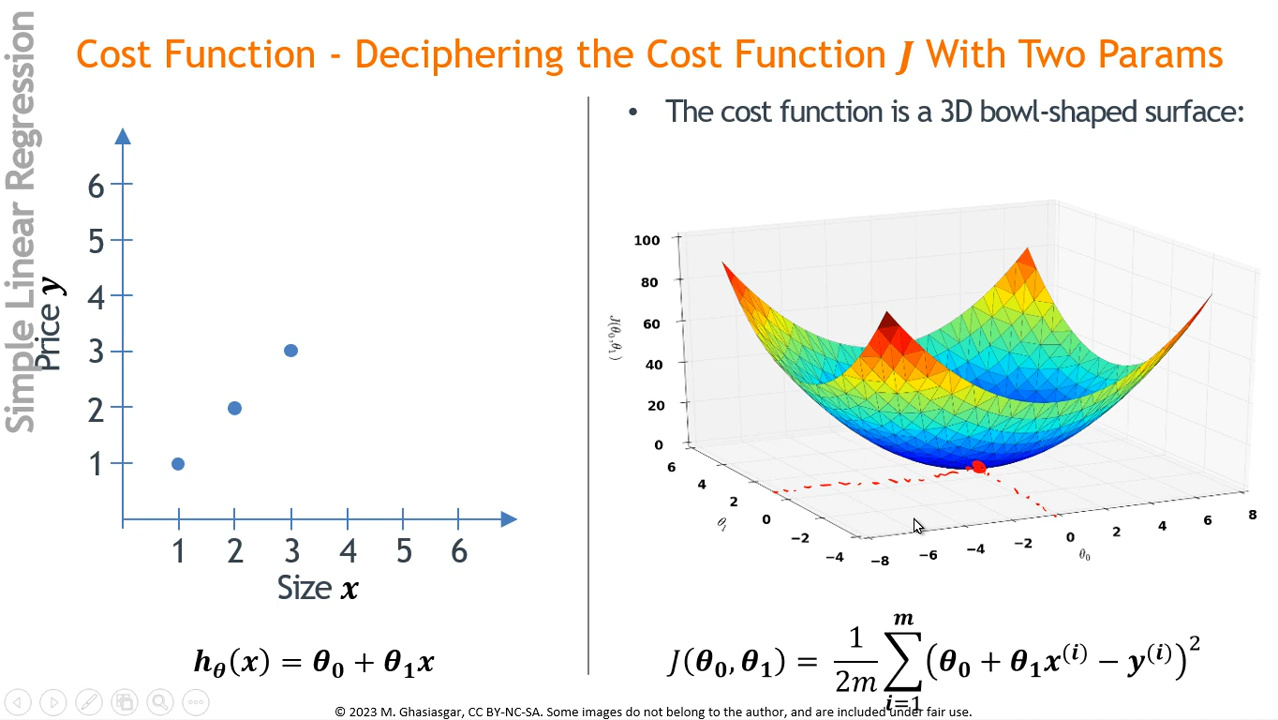 Cost Function - Deciphering the Cost Function J With Two Params
Simple Linear Regression
Price y
6
5
4
3
2
1
1 2 3 4 5 6
Size x
hθ(x) = θ0 + θ1x
• The cost function is a 3D bowl-shaped surface:
100
80
60
40
20
0
J(θ0, θ1)
6
4
2
0
−2
−4
θ1
−8 −6 −4 −2 0 2 4 6 8
θ0
J(θ0, θ1) = 1/2m ∑i=1m (θ0 + θ1x(i) − y(i))2
© 2023 M. Ghasiasgar, CC BY-NC-SA. Some images do not belong to the author, and are included under fair use.